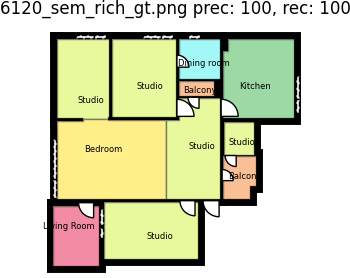 6120_sem_rich_gt.png prec: 100, rec: 100
Dining room
Studio
Studio
Kitchen
Balcony
Bedroom
Studio
Studio
Balcony
Living Room
Studio